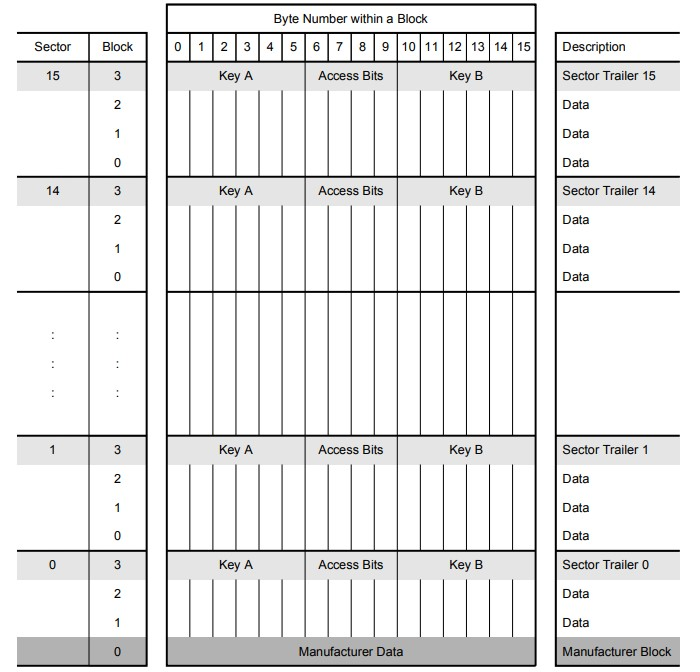 Byte Number within a Block
Sector Block 0 1 2 3 4 5 6 7 8 9 10 11 12 13 14 15 Description
15 3 Key A Access Bits Key B Sector Trailer 15
2 Data
1 Data
0 Data
14 3 Key A Access Bits Key B Sector Trailer 14
2 Data
1 Data
0 Data
: :
: :
: :
1 3 Key A Access Bits Key B Sector Trailer 1
2 Data
1 Data
0 Data
0 3 Key A Access Bits Key B Sector Trailer 0
2 Data
1 Data
0 Manufacturer Data Manufacturer Block